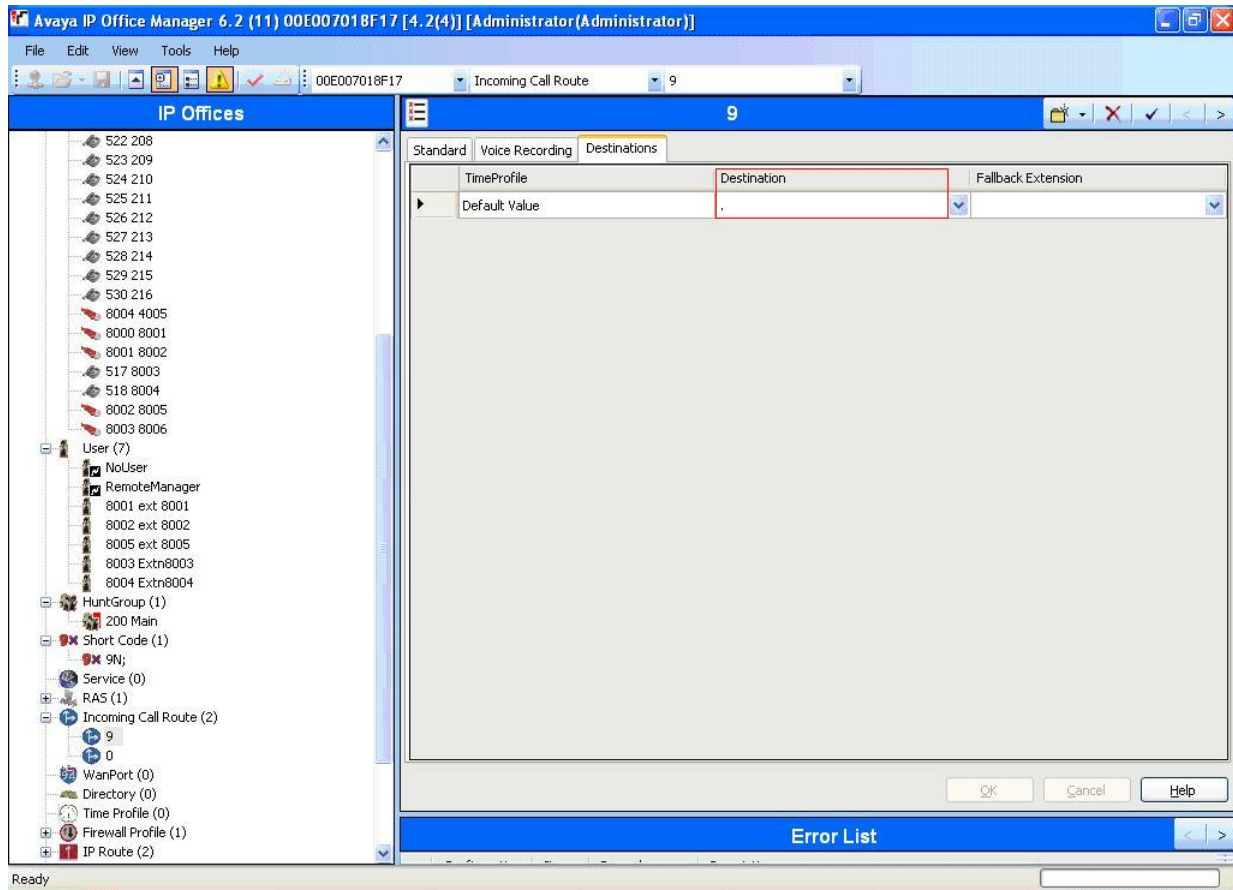 Avaya IP Office Manager 6.2 (11) 00E007018F17 [4.2(4)] [Administrator(Administrator)]
File Edit View Tools Help
00E007018F17 Incoming Call Route 9
IP Offices
522 208
523 209
524 210
525 211
526 212
527 213
528 214
529 215
530 216
8004 4005
8000 8001
8001 8002
517 8003
518 8004
8002 8005
8003 8006
User (7)
NoUser
RemoteManager
8001 ext 8001
8002 ext 8002
8005 ext 8005
8003 Extn8003
8004 Extn8004
HuntGroup (1)
200 Main
Short Code (1)
9N;
Service (0)
RAS (1)
Incoming Call Route (2)
9
0
WanPort (0)
Directory (0)
Time Profile (0)
Firewall Profile (1)
IP Route (2)
9
Standard Voice Recording Destinations
TimeProfile Destination Fallback Extension
Default Value .
OK Cancel Help
Error List
Ready